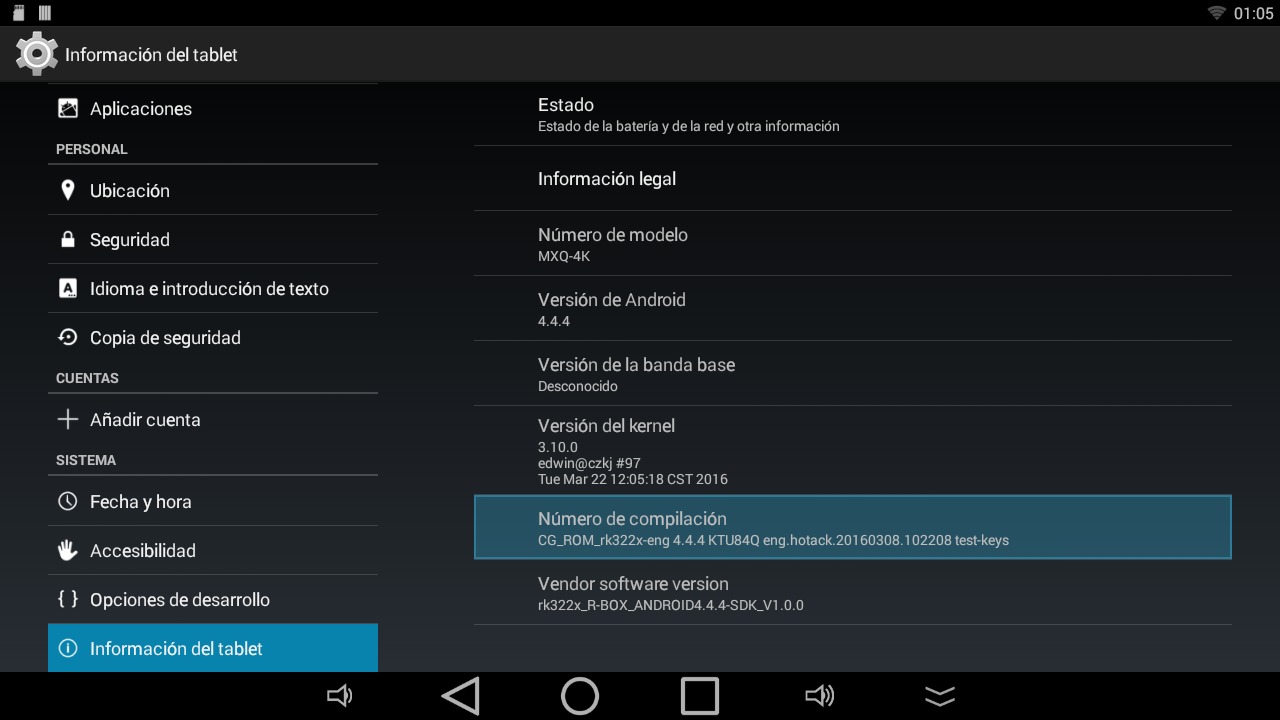 01:05
Información del tablet
Aplicaciones
PERSONAL
Ubicación
Seguridad
Idioma e introducción de texto
Copia de seguridad
CUENTAS
Añadir cuenta
SISTEMA
Fecha y hora
Accesibilidad
Opciones de desarrollo
Información del tablet
Estado
Estado de la batería y de la red y otra información
Información legal
Número de modelo
MXQ-4K
Versión de Android
4.4.4
Versión de la banda base
Desconocido
Versión del kernel
3.10.0
edwin@czkj #97
Tue Mar 22 12:05:18 CST 2016
Número de compilación
CG_ROM_rk322x-eng 4.4.4 KTU84Q eng.hotack.20160308.102208 test-keys
Vendor software version
rk322x_R-BOX_ANDROID4.4.4-SDK_V1.0.0